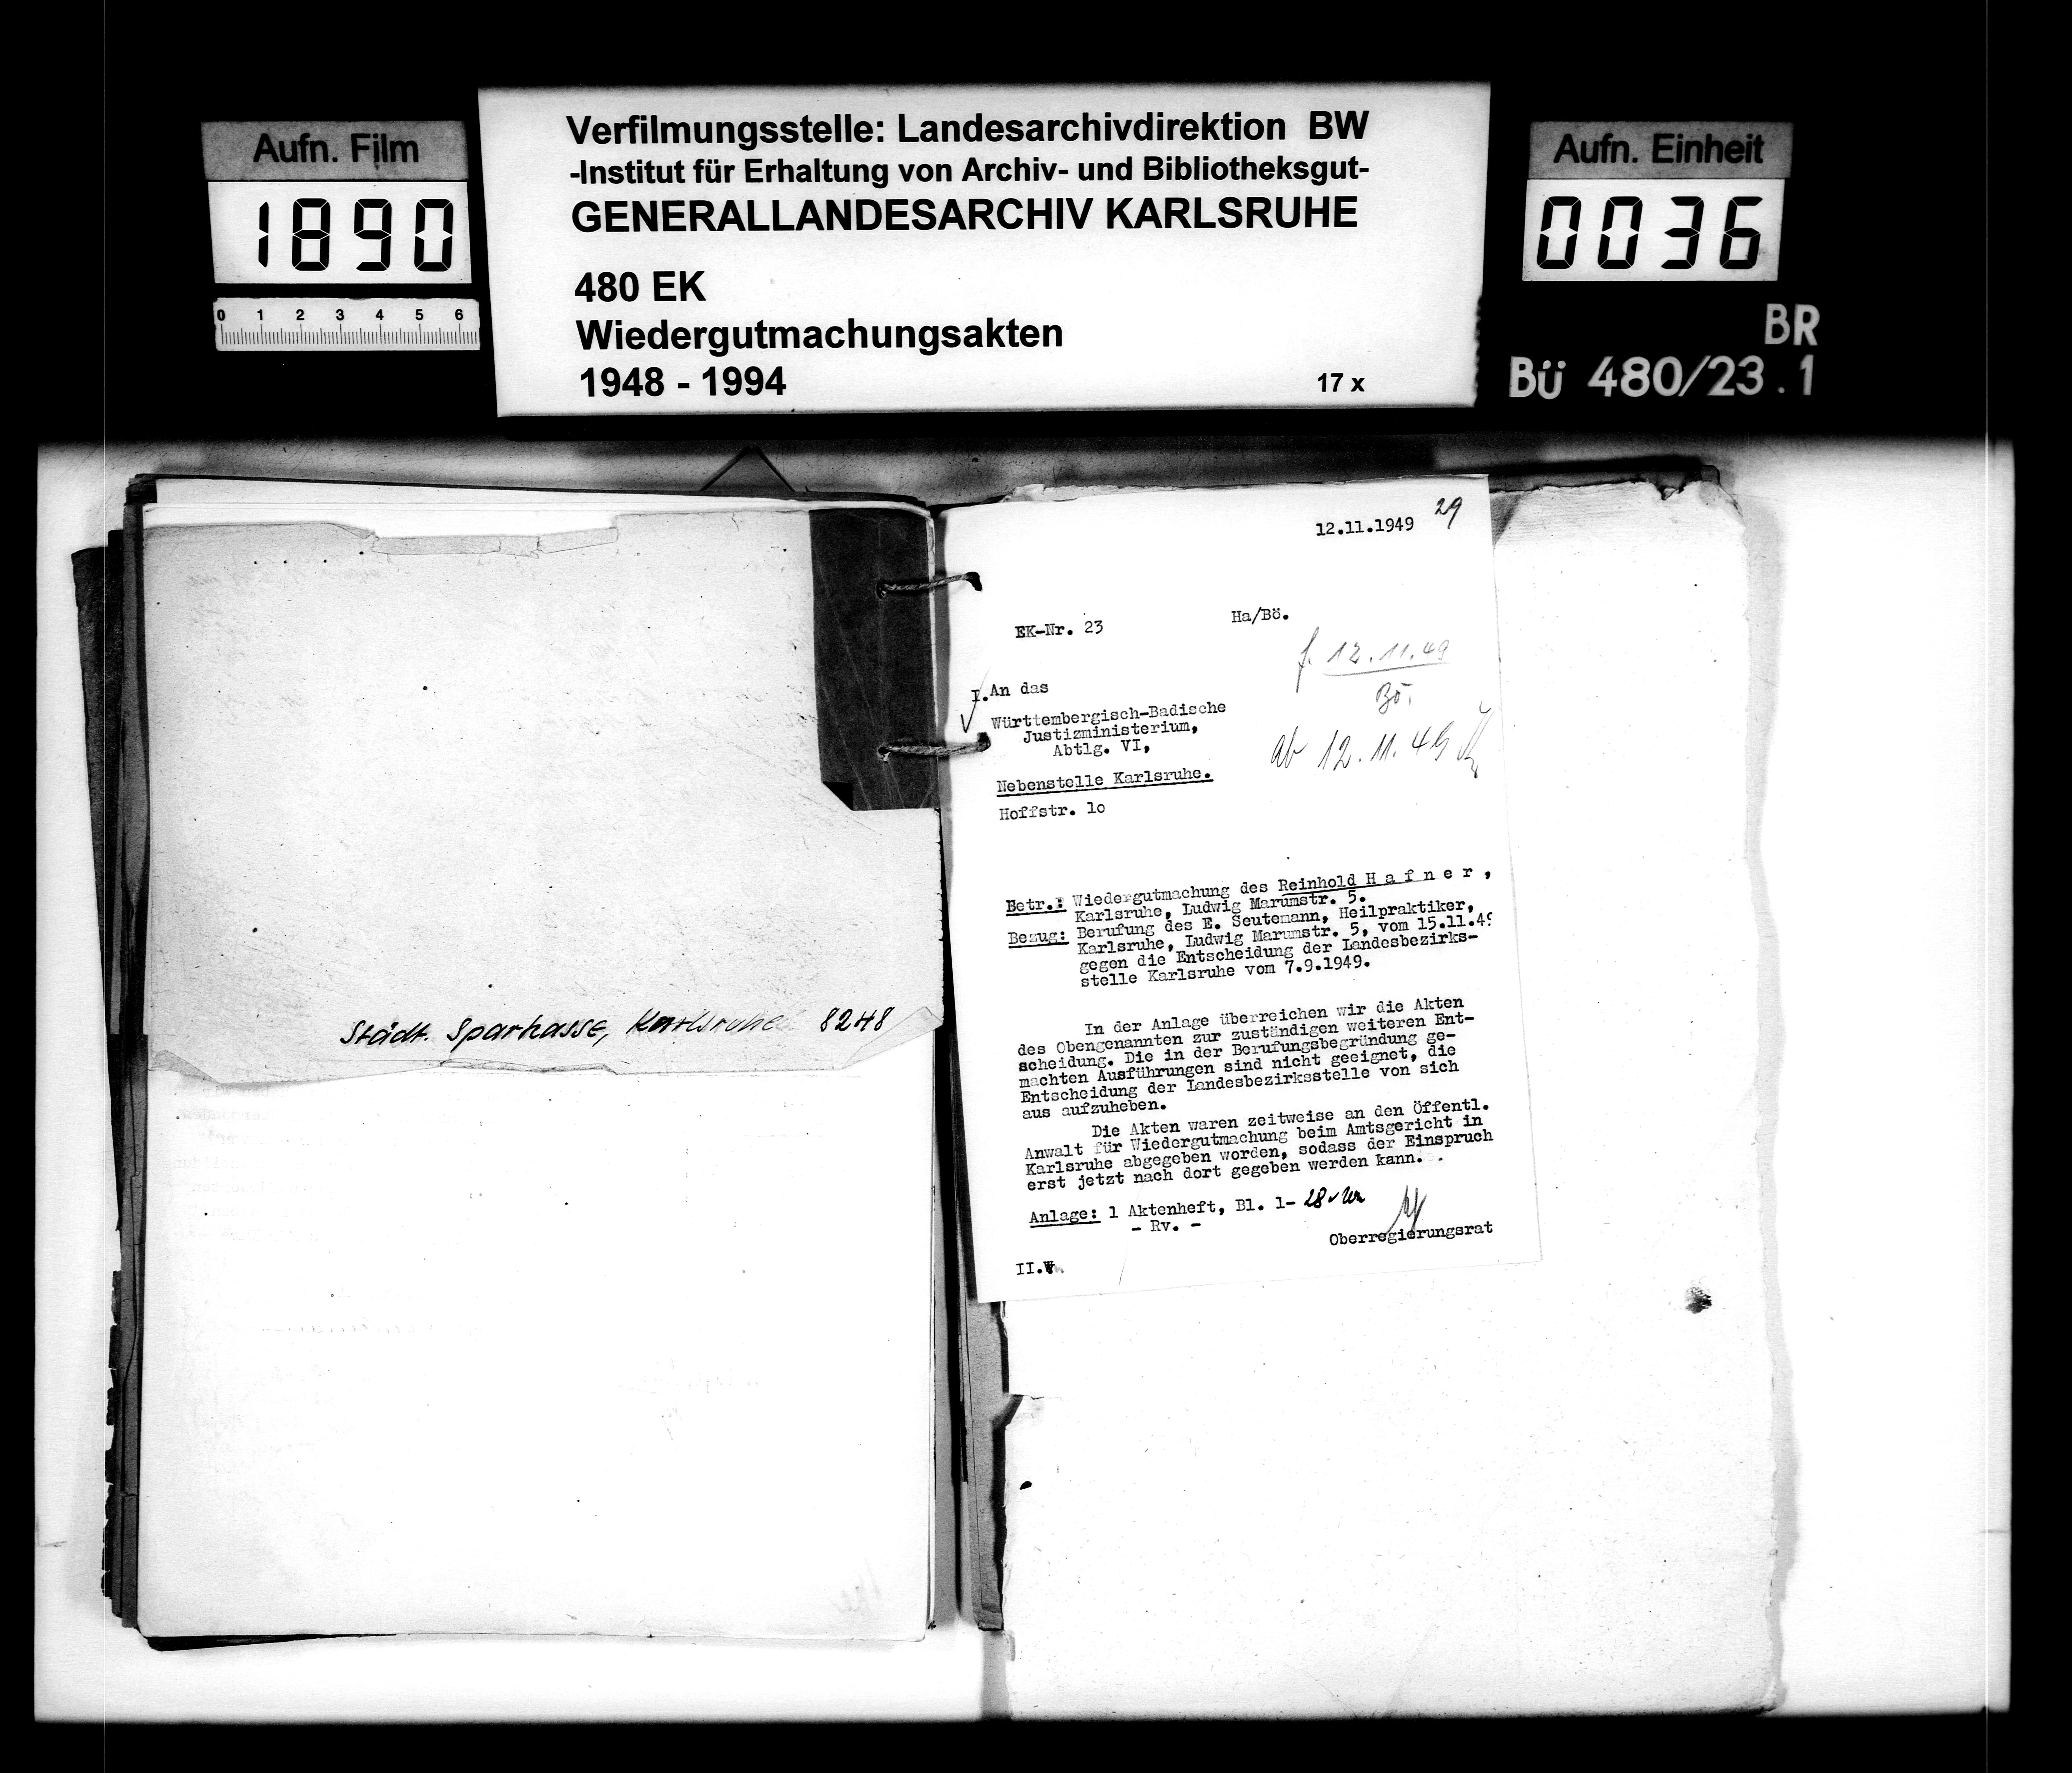 Aufn. Film
1890
0 1 2 3 4 5 6
Verfilmungsstelle: Landesarchivdirektion BW
-Institut für Erhaltung von Archiv- und Bibliotheksgut-
GENERALLANDESARCHIV KARLSRUHE
480 EK
Wiedergutmachungsakten
1948 - 1994
17 x
Aufn. Einheit
0036
BR
Bü 480/23.1
Städt. Sparkasse, Karlsruhe 8248
29
12.11.1949
EK-Nr. 23
Ha/Bö.
f. 12.11.49
Bö.
ab 12.11.49
I. An das
Württembergisch-Badische
Justizministerium,
Abtlg. VI,
Nebenstelle Karlsruhe.
Hoffstr. lo
Betr.: Wiedergutmachung des Reinhold H a f n e r ,
Karlsruhe, Ludwig Marumstr. 5.
Bezug: Berufung des E. Seutemann, Heilpraktiker,
Karlsruhe, Ludwig Marumstr. 5, vom 15.11.49
gegen die Entscheidung der Landesbezirks-
stelle Karlsruhe vom 7.9.1949.
In der Anlage überreichen wir die Akten
des Obengenannten zur zuständigen weiteren Ent-
scheidung. Die in der Berufungsbegründung ge-
machten Ausführungen sind nicht geeignet, die
Entscheidung der Landesbezirksstelle von sich
aus aufzuheben.
Die Akten waren zeitweise an den Öffentl.
Anwalt für Wiedergutmachung beim Amtsgericht in
Karlsruhe abgegeben worden, sodass der Einspruch
erst jetzt nach dort gegeben werden kann.
Anlage: 1 Aktenheft, Bl. 1- 28
- Rv. -
Oberregierungsrat
II.